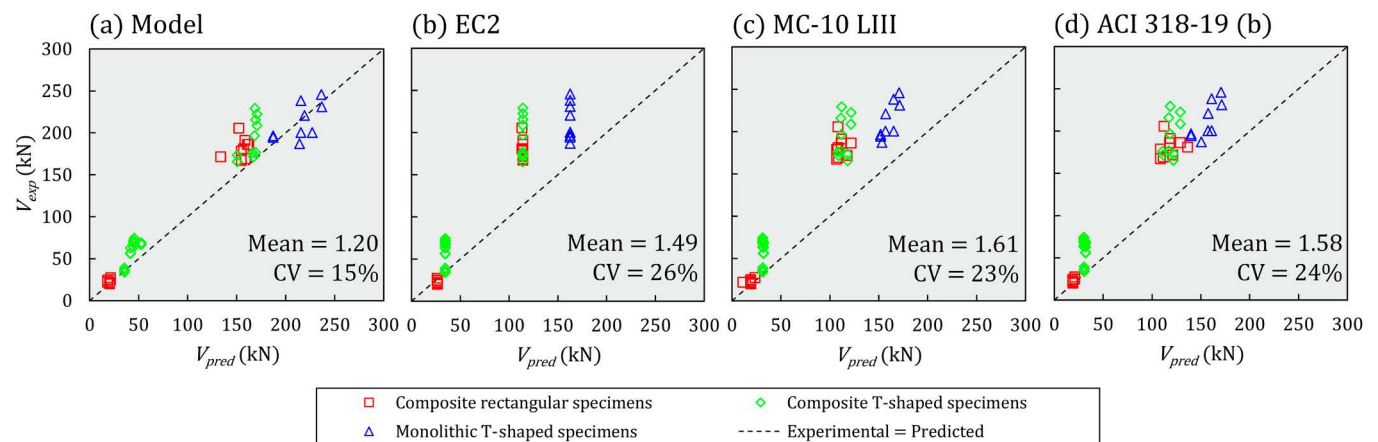 (a) Model (b) EC2 (c) MC-10 LIII (d) ACI 318-19 (b)
300
250
200
150
100
50
0
V_exp (kN)
Mean = 1.20
CV = 15%
Mean = 1.49
CV = 26%
Mean = 1.61
CV = 23%
Mean = 1.58
CV = 24%
0 50 100 150 200 250 300 0 50 100 150 200 250 300 0 50 100 150 200 250 300 0 50 100 150 200 250 300
V_pred (kN) V_pred (kN) V_pred (kN) V_pred (kN)
Composite rectangular specimens Composite T-shaped specimens
Monolithic T-shaped specimens Experimental = Predicted